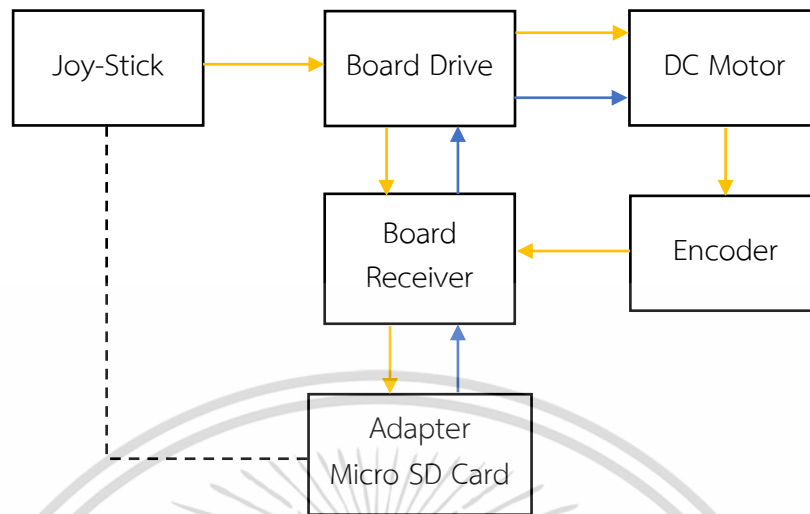 Joy-Stick
Board Drive
DC Motor
Board
Receiver
Encoder
Adapter
Micro SD Card